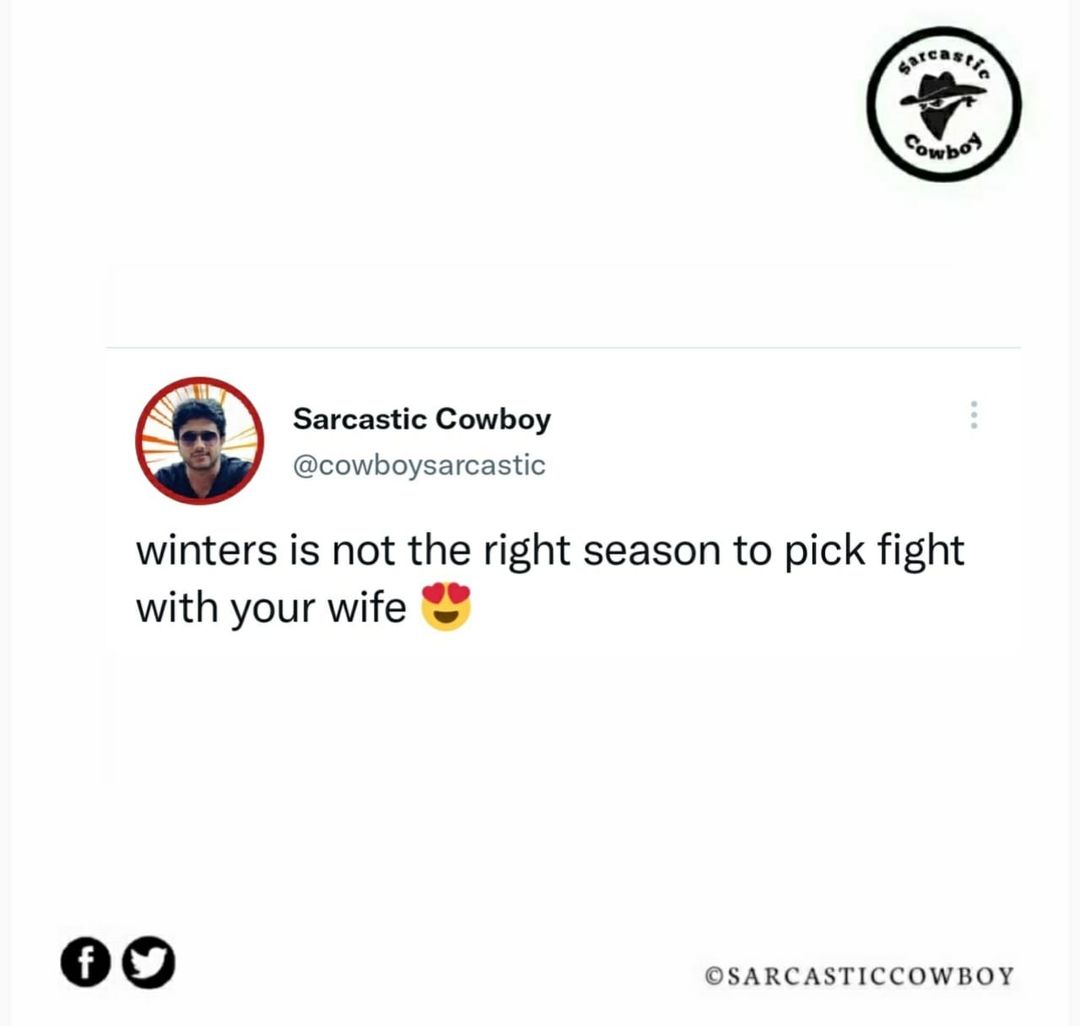 Sarcastic
Cowboy
Sarcastic Cowboy
@cowboysarcastic
winters is not the right season to pick fight
with your wife 😍
©SARCASTICCOWBOY